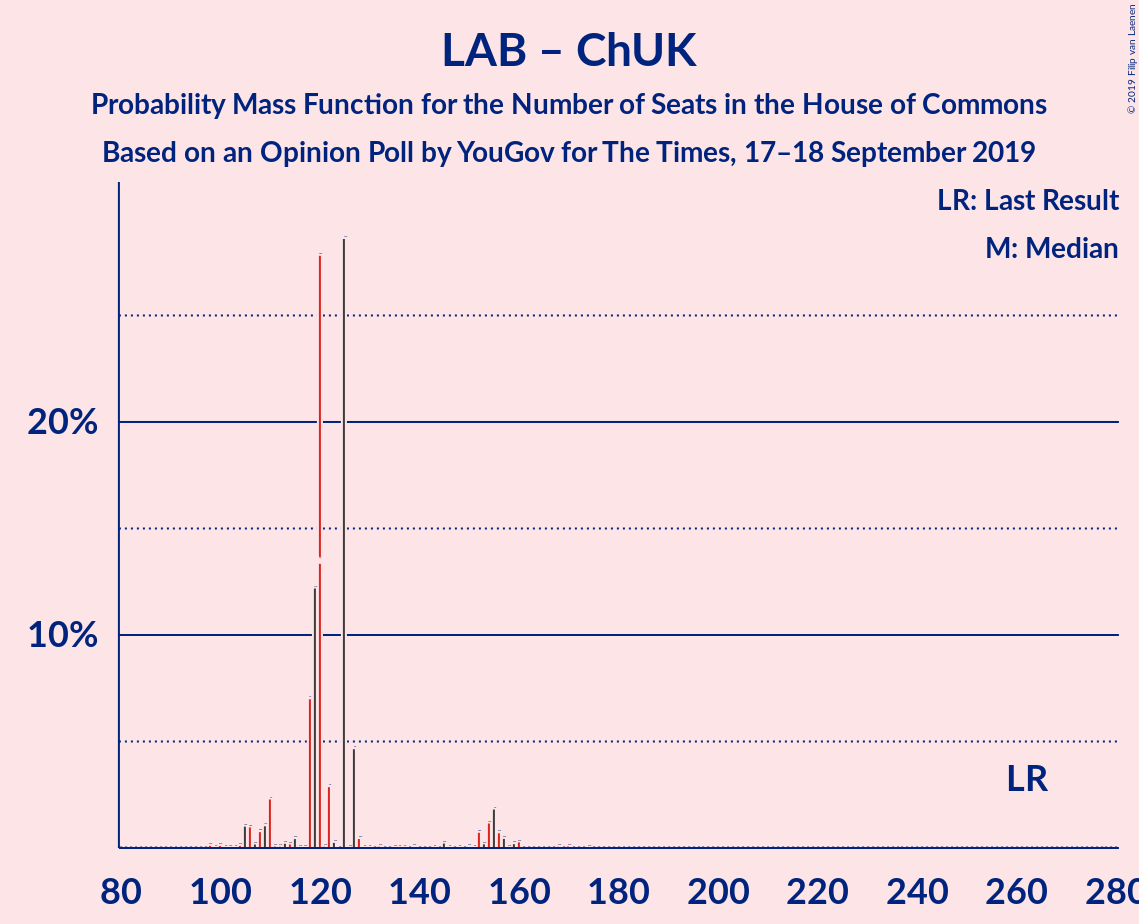 LAB – ChUK
Probability Mass Function for the Number of Seats in the House of Commons
Based on an Opinion Poll by YouGov for The Times, 17–18 September 2019
© 2019 Filip van Laenen
LR: Last Result
M: Median
20%
10%
LR
80 100 120 140 160 180 200 220 240 260 280